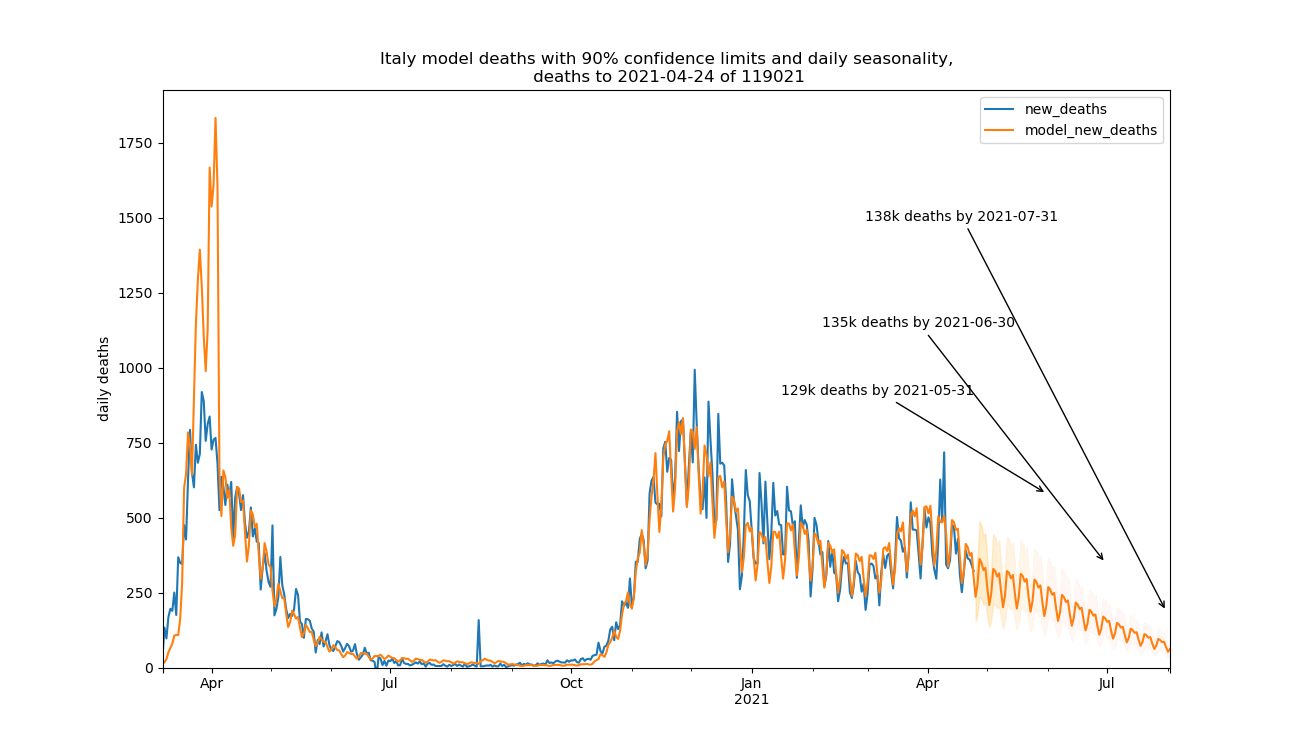 Italy model deaths with 90% confidence limits and daily seasonality,
deaths to 2021-04-24 of 119021
new_deaths
model_new_deaths
1750
1500
1250
1000
750
500
250
0
daily deaths
138k deaths by 2021-07-31
135k deaths by 2021-06-30
129k deaths by 2021-05-31
Apr
Jul
Oct
Jan
2021
Apr
Jul